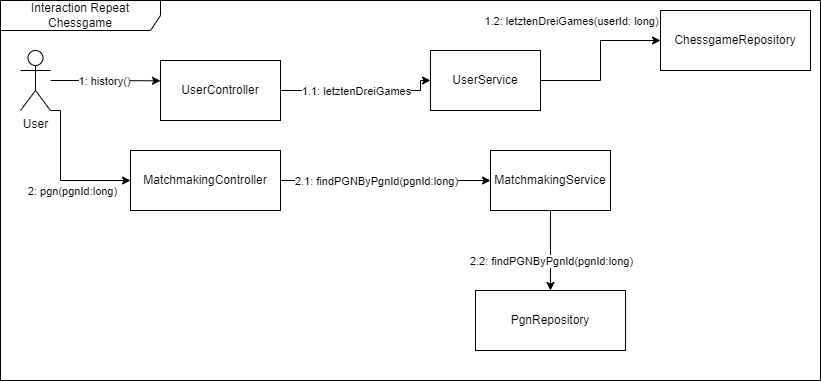 Interaction Repeat
Chessgame
1.2: letztenDreiGames(userId: long)
ChessgameRepository
1: history()
UserController
1.1: letztenDreiGames
UserService
User
2: pgn(pgnId:long)
MatchmakingController
2.1: findPGNByPgnId(pgnId:long)
MatchmakingService
2.2: findPGNByPgnId(pgnId:long)
PgnRepository